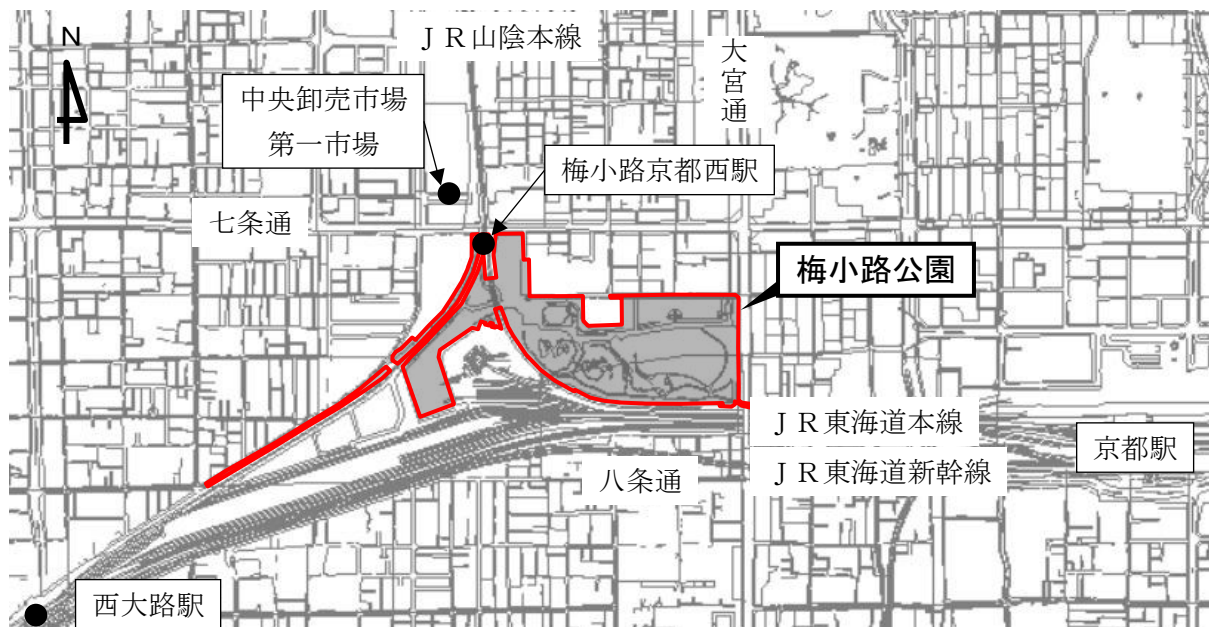 N
ＪＲ山陰本線
大宮通
中央卸売市場
第一市場
梅小路京都西駅
七条通
梅小路公園
ＪＲ東海道本線
京都駅
八条通
ＪＲ東海道新幹線
西大路駅